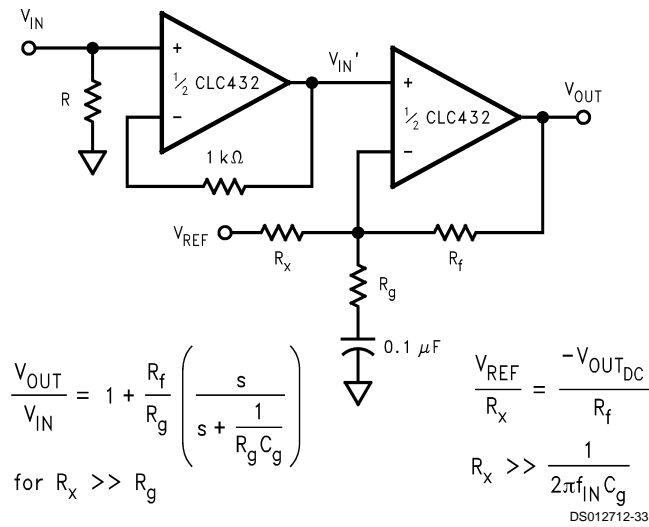 V_IN
+
½ CLC432
−
R
1 kΩ
V_IN'
+
½ CLC432
−
V_OUT
V_REF
R_x
R_f
R_g
0.1 μF
V_OUT / V_IN = 1 + R_f / R_g ( s / ( s + 1 / (R_g C_g) ) )
for R_x >> R_g
V_REF / R_x = −V_OUT_DC / R_f
R_x >> 1 / (2πf_IN C_g)
DS012712-33